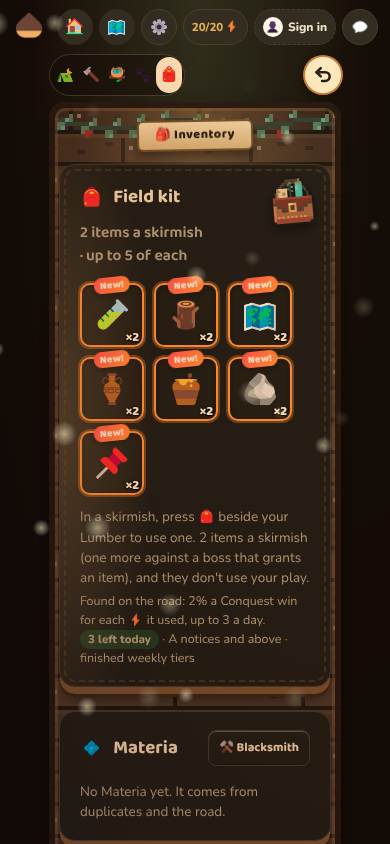 20/20
Sign in
Inventory
Field kit
2 items a skirmish
· up to 5 of each
New! New! New!
×2 ×2 ×2
New! New! New!
×2 ×2 ×2
New!
×2
In a skirmish, press beside your
Lumber to use one. 2 items a skirmish
(one more against a boss that grants
an item), and they don't use your play.
Found on the road: 2% a Conquest win
for each it used, up to 3 a day.
3 left today · A notices and above ·
finished weekly tiers
Materia
Blacksmith
No Materia yet. It comes from
duplicates and the road.